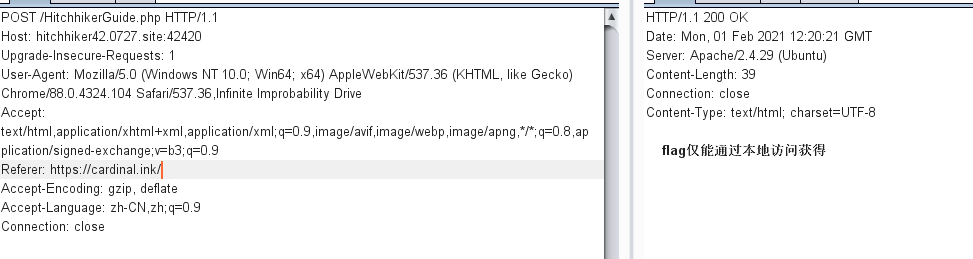 POST /HitchhikerGuide.php HTTP/1.1
Host: hitchhiker42.0727.site:42420
Upgrade-Insecure-Requests: 1
User-Agent: Mozilla/5.0 (Windows NT 10.0; Win64; x64) AppleWebKit/537.36 (KHTML, like Gecko)
Chrome/88.0.4324.104 Safari/537.36,Infinite Improbability Drive
Accept:
text/html,application/xhtml+xml,application/xml;q=0.9,image/avif,image/webp,image/apng,*/*;q=0.8,ap
plication/signed-exchange;v=b3;q=0.9
Referer: https://cardinal.ink/
Accept-Encoding: gzip, deflate
Accept-Language: zh-CN,zh;q=0.9
Connection: close
HTTP/1.1 200 OK
Date: Mon, 01 Feb 2021 12:20:21 GMT
Server: Apache/2.4.29 (Ubuntu)
Content-Length: 39
Connection: close
Content-Type: text/html; charset=UTF-8
flag仅能通过本地访问获得